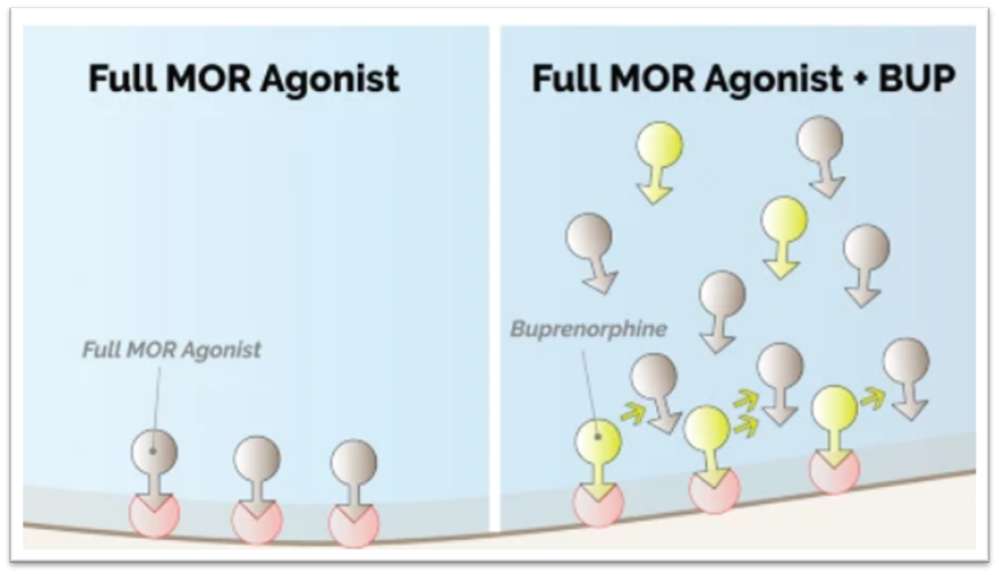 Full MOR Agonist
Full MOR Agonist
Full MOR Agonist + BUP
Buprenorphine